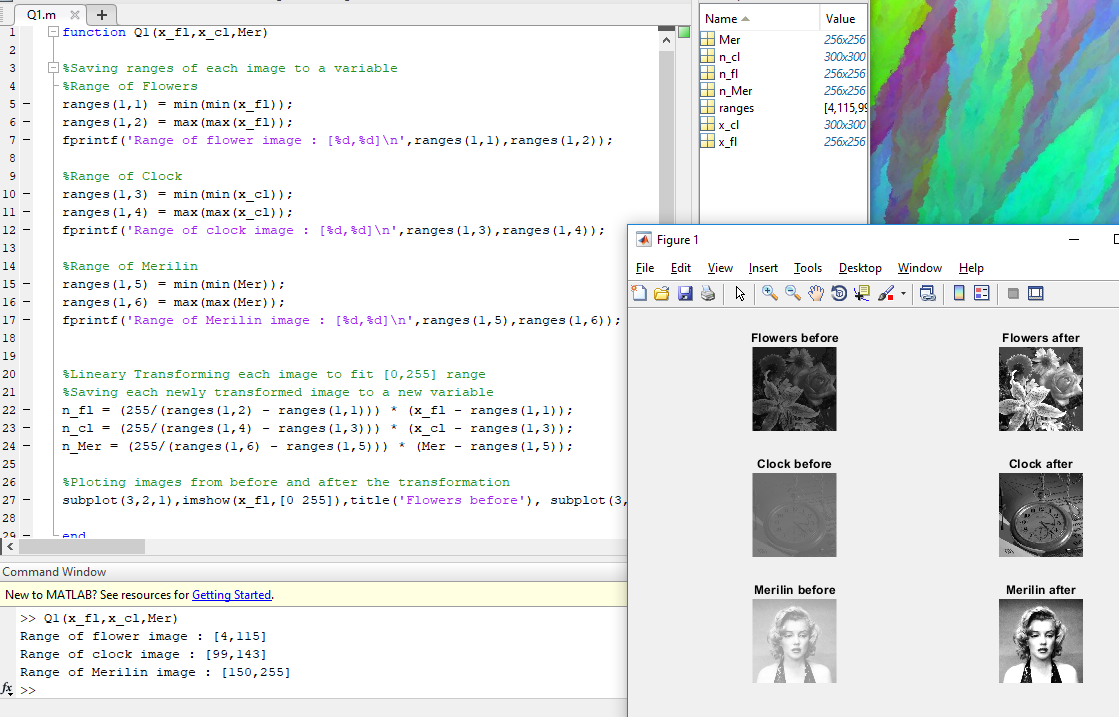 Q1.m
1 function Q1(x_fl,x_cl,Mer)
2
3 %Saving ranges of each image to a variable
4 %Range of Flowers
5 ranges(1,1) = min(min(x_fl));
6 ranges(1,2) = max(max(x_fl));
7 fprintf('Range of flower image : [%d,%d]\n',ranges(1,1),ranges(1,2));
8
9 %Range of Clock
10 ranges(1,3) = min(min(x_cl));
11 ranges(1,4) = max(max(x_cl));
12 fprintf('Range of clock image : [%d,%d]\n',ranges(1,3),ranges(1,4));
13
14 %Range of Merilin
15 ranges(1,5) = min(min(Mer));
16 ranges(1,6) = max(max(Mer));
17 fprintf('Range of Merilin image : [%d,%d]\n',ranges(1,5),ranges(1,6));
18
19
20 %Lineary Transforming each image to fit [0,255] range
21 %Saving each newly transformed image to a new variable
22 n_fl = (255/(ranges(1,2) - ranges(1,1))) * (x_fl - ranges(1,1));
23 n_cl = (255/(ranges(1,4) - ranges(1,3))) * (x_cl - ranges(1,3));
24 n_Mer = (255/(ranges(1,6) - ranges(1,5))) * (Mer - ranges(1,5));
25
26 %Ploting images from before and after the transformation
27 subplot(3,2,1),imshow(x_fl,[0 255]),title('Flowers before'), subplot(3,
28
29 end
Command Window
New to MATLAB? See resources for Getting Started.
>> Q1(x_fl,x_cl,Mer)
Range of flower image : [4,115]
Range of clock image : [99,143]
Range of Merilin image : [150,255]
fx >>
Name Value
Mer 256x256
n_cl 300x300
n_fl 256x256
n_Mer 256x256
ranges [4,115,99
x_cl 300x300
x_fl 256x256
Figure 1
File Edit View Insert Tools Desktop Window Help
Flowers before Flowers after
Clock before Clock after
Merilin before Merilin after